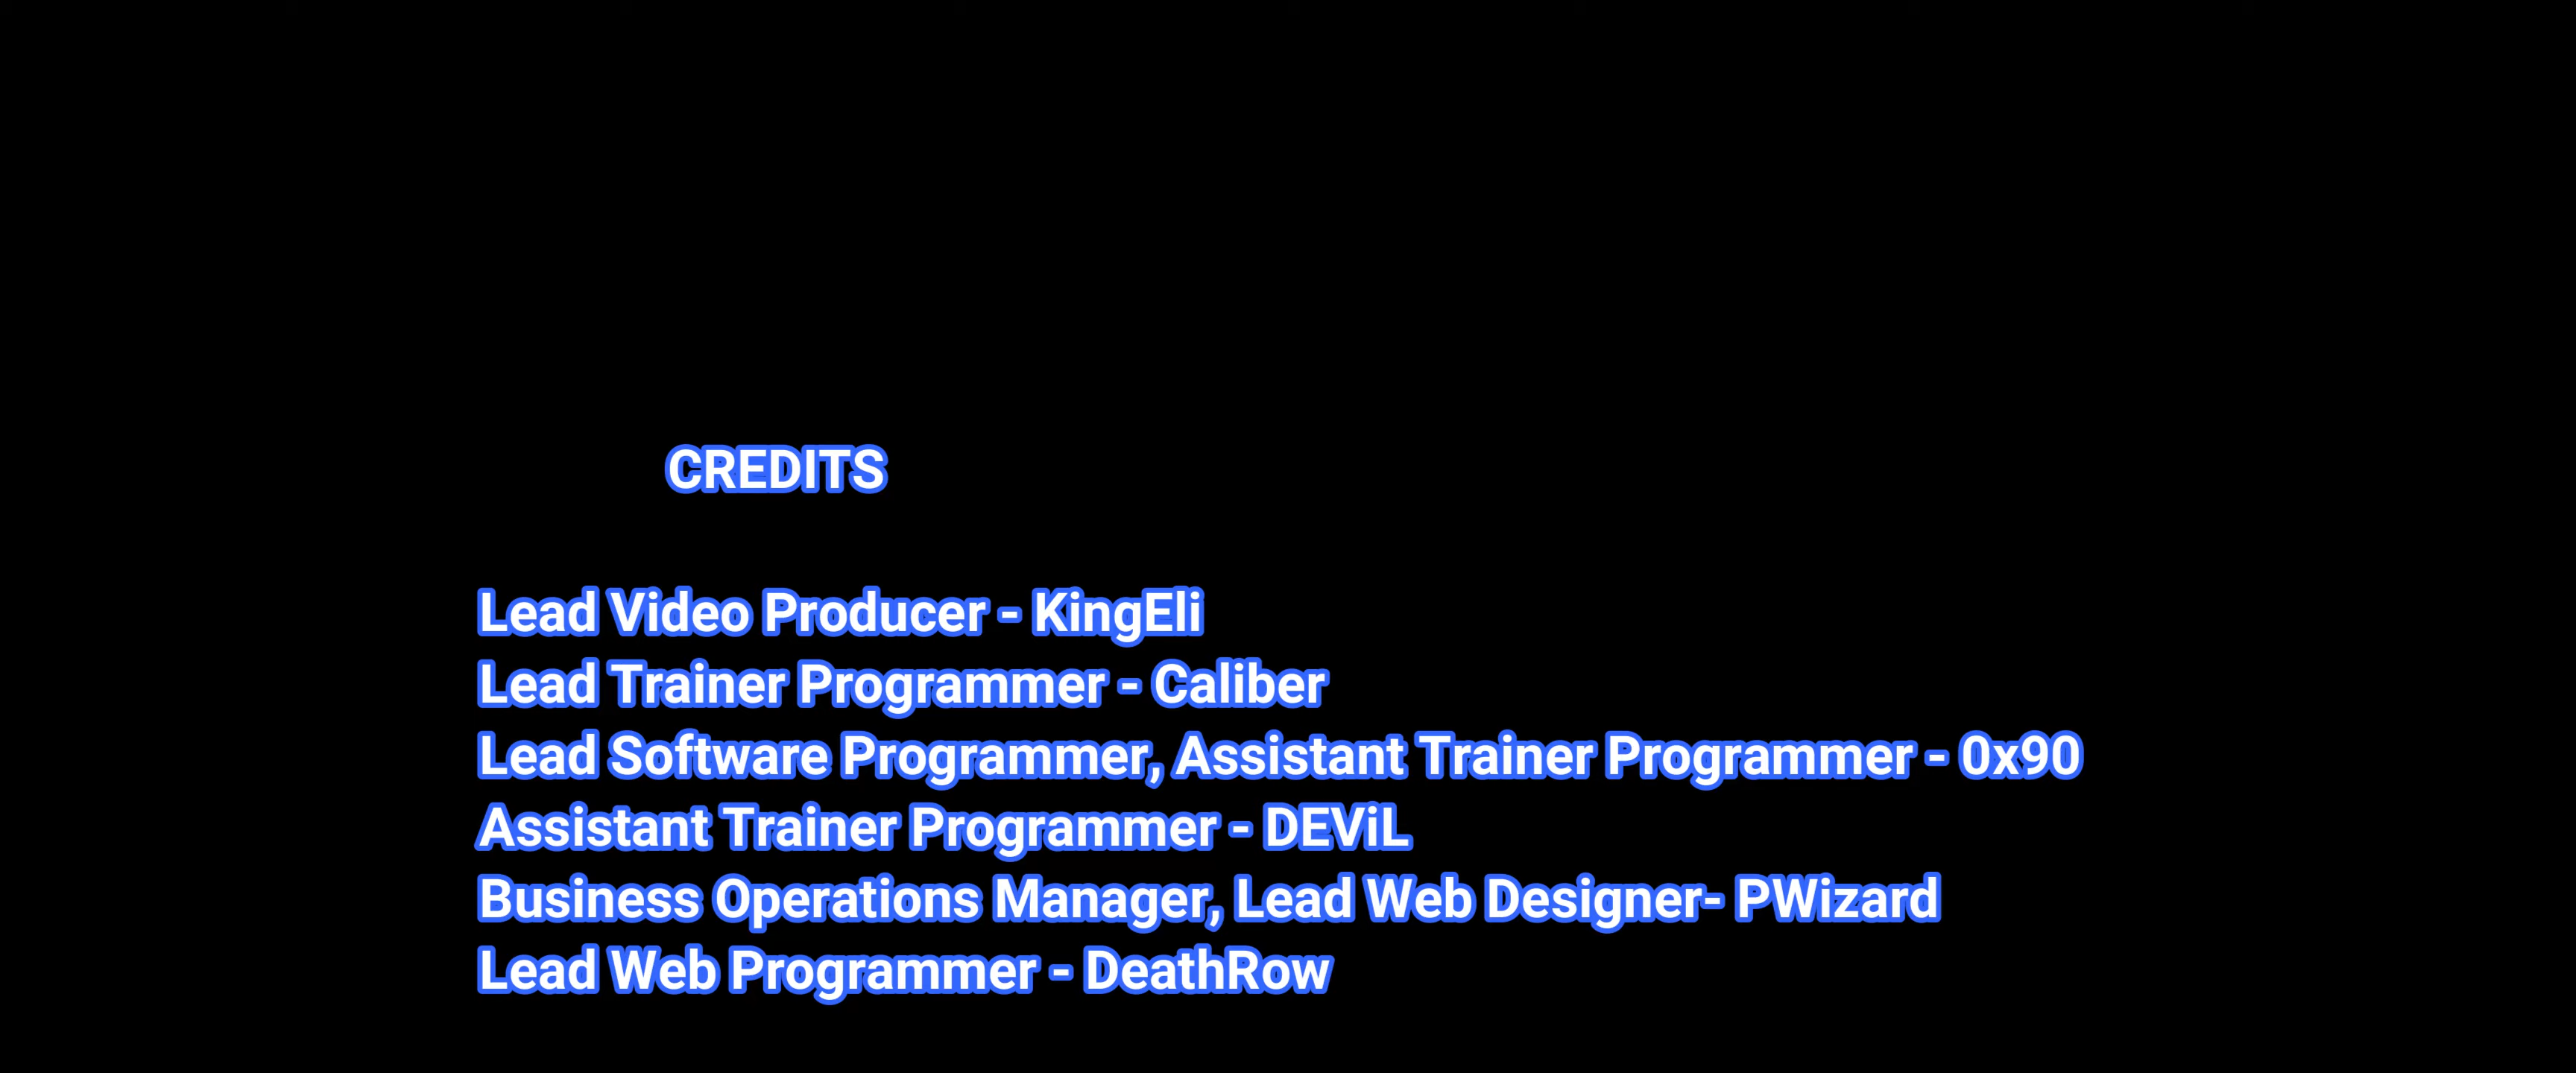 CREDITS
Lead Video Producer - KingEli
Lead Trainer Programmer - Caliber
Lead Software Programmer, Assistant Trainer Programmer - 0x90
Assistant Trainer Programmer - DEViL
Business Operations Manager, Lead Web Designer- PWizard
Lead Web Programmer - DeathRow